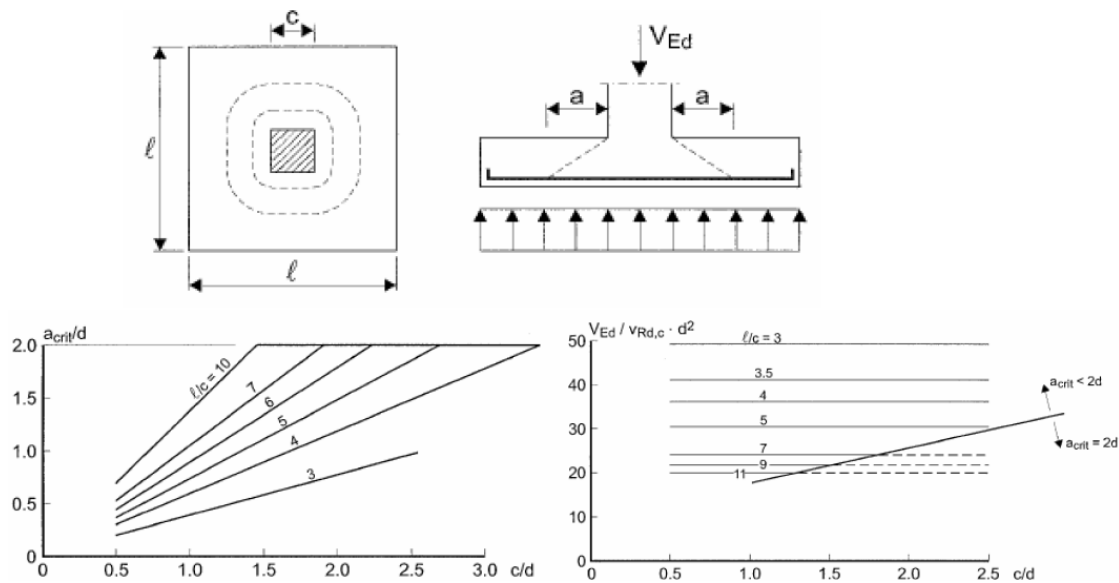 c
V_Ed
a a
ℓ
ℓ
a_crit/d
2.0
1.5
1.0
0.5
0
0 0.5 1.0 1.5 2.0 2.5 3.0 c/d
ℓ/c = 10
7
6
5
4
3
V_Ed / v_Rd,c · d²
50
40
30
20
10
0
0 0.5 1.0 1.5 2.0 2.5
c/d
ℓ/c = 3
3.5
4
5
7
9
11
a_crit < 2d
a_crit = 2d